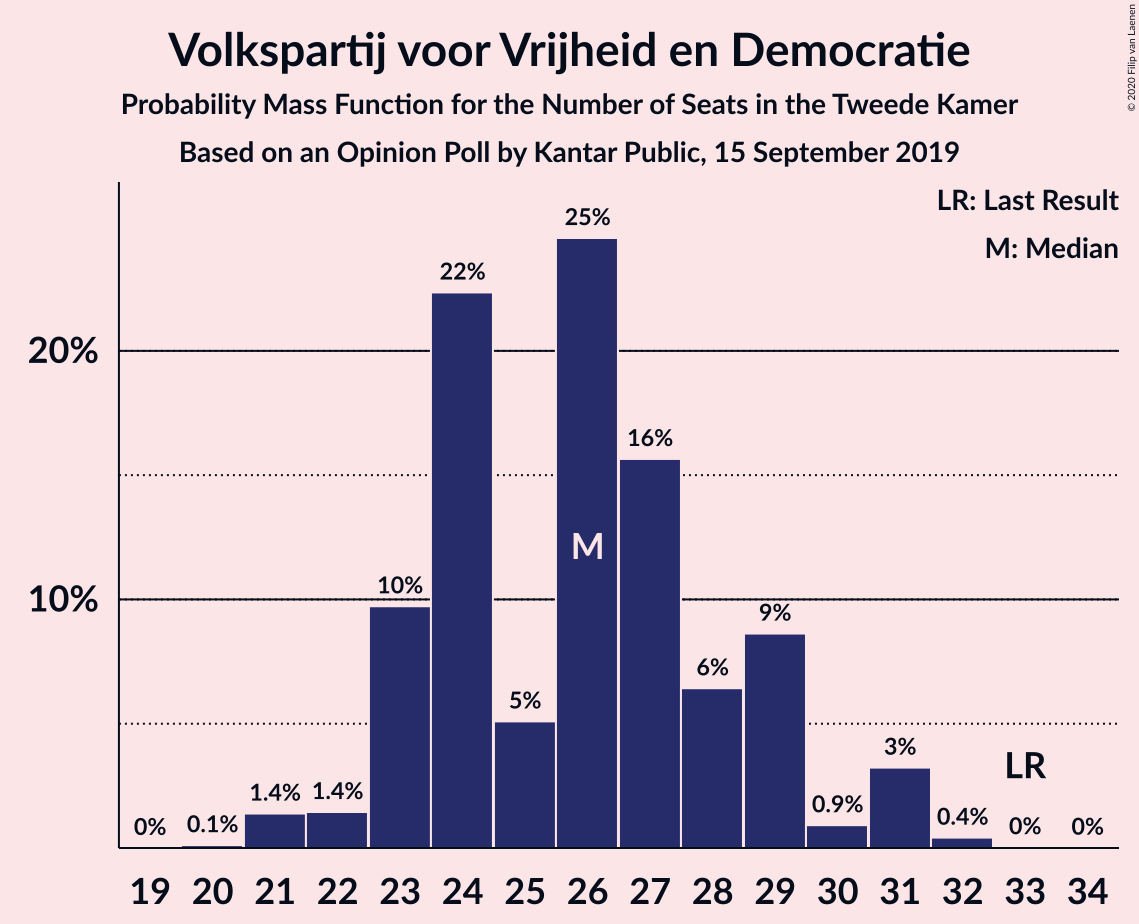 Volkspartij voor Vrijheid en Democratie
Probability Mass Function for the Number of Seats in the Tweede Kamer
Based on an Opinion Poll by Kantar Public, 15 September 2019
© 2020 Filip van Laenen
LR: Last Result
M: Median
20%
10%
0%
0.1%
1.4%
1.4%
10%
22%
5%
25%
M
16%
6%
9%
0.9%
3%
0.4%
LR
0%
0%
19 20 21 22 23 24 25 26 27 28 29 30 31 32 33 34